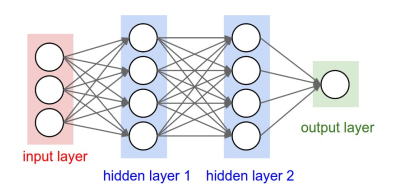 input layer
hidden layer 1
hidden layer 2
output layer